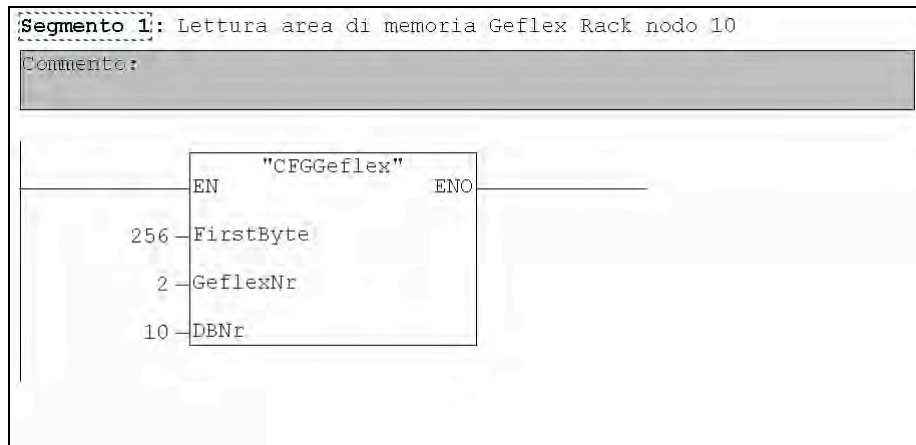 Segmento 1: Lettura area di memoria Geflex Rack nodo 10
Commento:
"CFGGeflex"
EN ENO
256 FirstByte
2 GeflexNr
10 DBNr